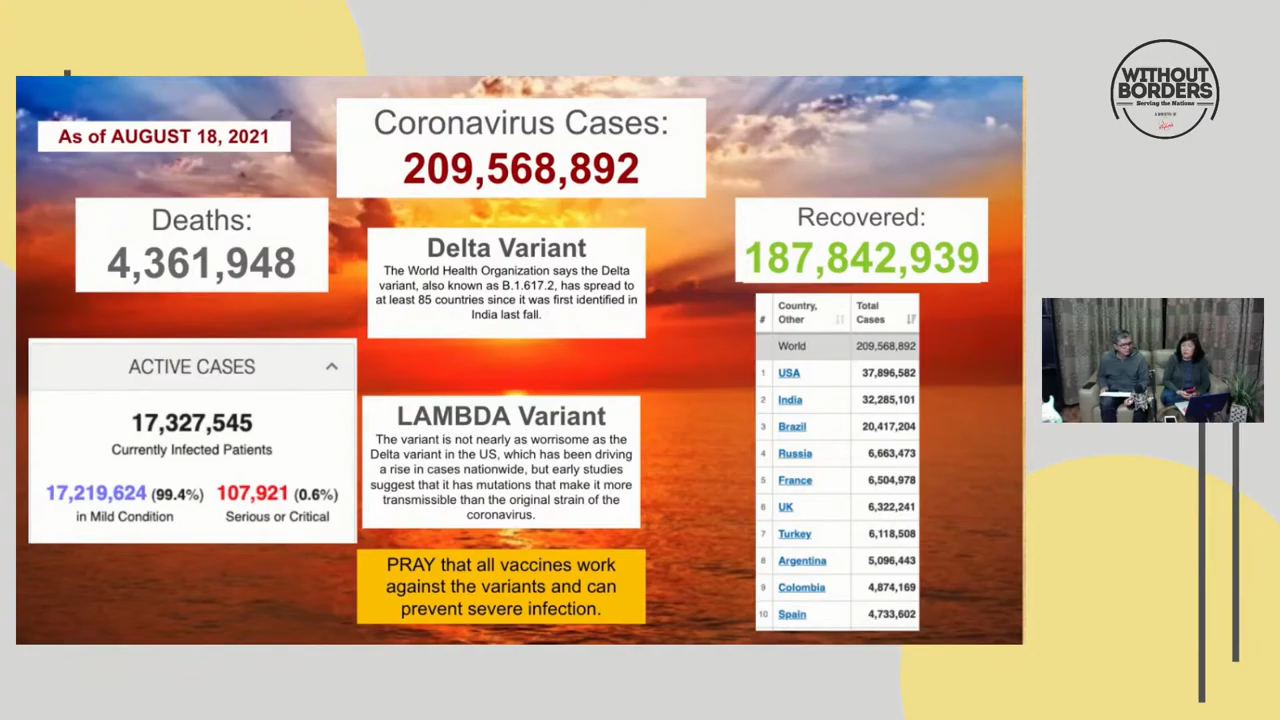 WITHOUT
BORDERS
Serving the Nations
As of AUGUST 18, 2021
Coronavirus Cases:
209,568,892
Deaths:
4,361,948
Recovered:
187,842,939
Delta Variant
The World Health Organization says the Delta
variant, also known as B.1.617.2, has spread to
at least 85 countries since it was first identified in
India last fall.
ACTIVE CASES
17,327,545
Currently Infected Patients
17,219,624 (99.4%) 107,921 (0.6%)
in Mild Condition Serious or Critical
LAMBDA Variant
The variant is not nearly as worrisome as the
Delta variant in the US, which has been driving
a rise in cases nationwide, but early studies
suggest that it has mutations that make it more
transmissible than the original strain of the
coronavirus.
PRAY that all vaccines work
against the variants and can
prevent severe infection.
# Country, Other Total Cases
World 209,568,892
1 USA 37,896,582
2 India 32,285,101
3 Brazil 20,417,204
4 Russia 6,663,473
5 France 6,504,978
6 UK 6,322,241
7 Turkey 6,118,508
8 Argentina 5,096,443
9 Colombia 4,874,169
10 Spain 4,733,602